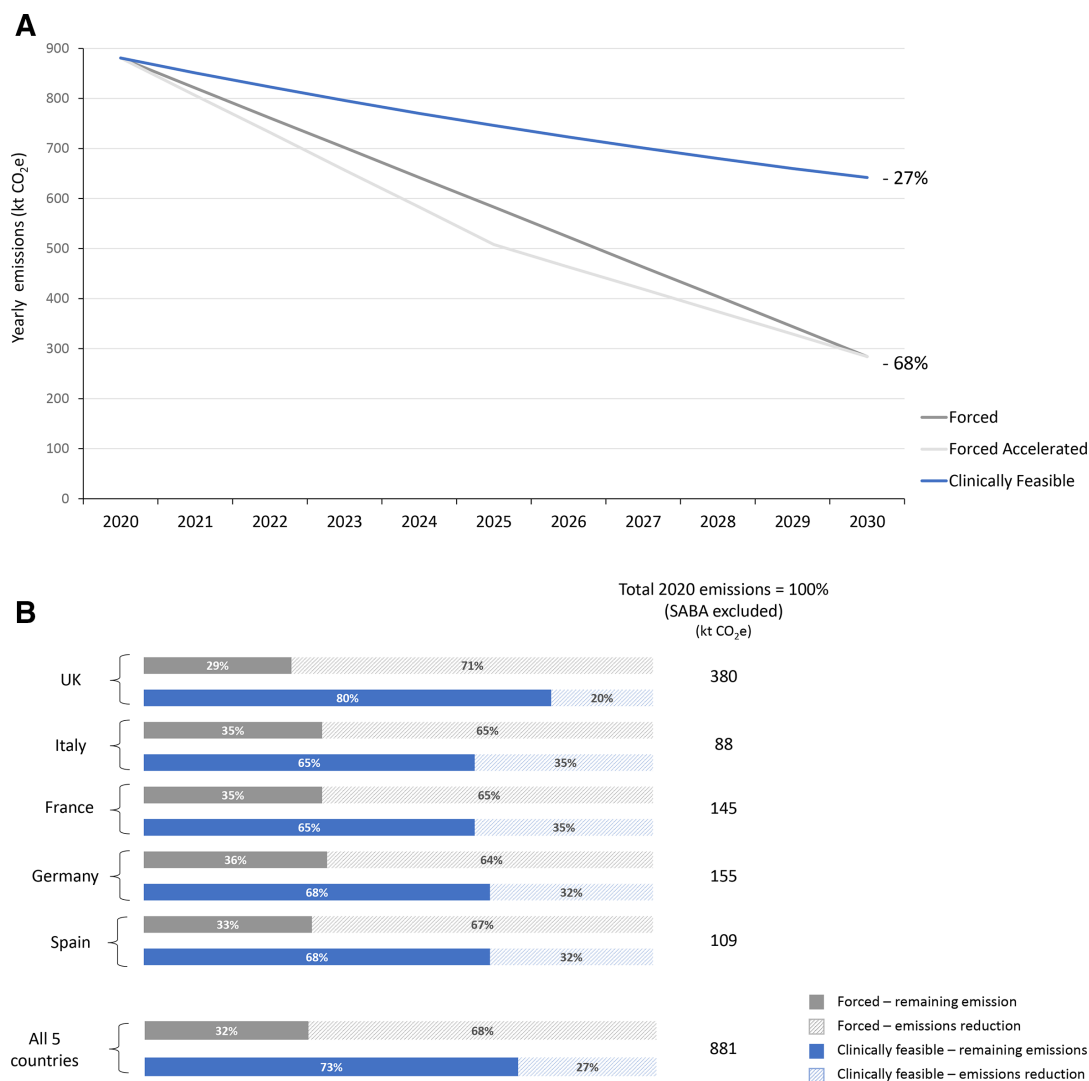 A
900
800
700
600
500
400
300
200
100
0
Yearly emissions (kt CO₂e)
2020 2021 2022 2023 2024 2025 2026 2027 2028 2029 2030
- 27%
- 68%
Forced
Forced Accelerated
Clinically Feasible
B
Total 2020 emissions = 100%
(SABA excluded)
(kt CO₂e)
UK
29% 71%
80% 20%
380
Italy
35% 65%
65% 35%
88
France
35% 65%
65% 35%
145
Germany
36% 64%
68% 32%
155
Spain
33% 67%
68% 32%
109
All 5
countries
32% 68%
73% 27%
881
Forced – remaining emission
Forced – emissions reduction
Clinically feasible – remaining emissions
Clinically feasible – emissions reduction